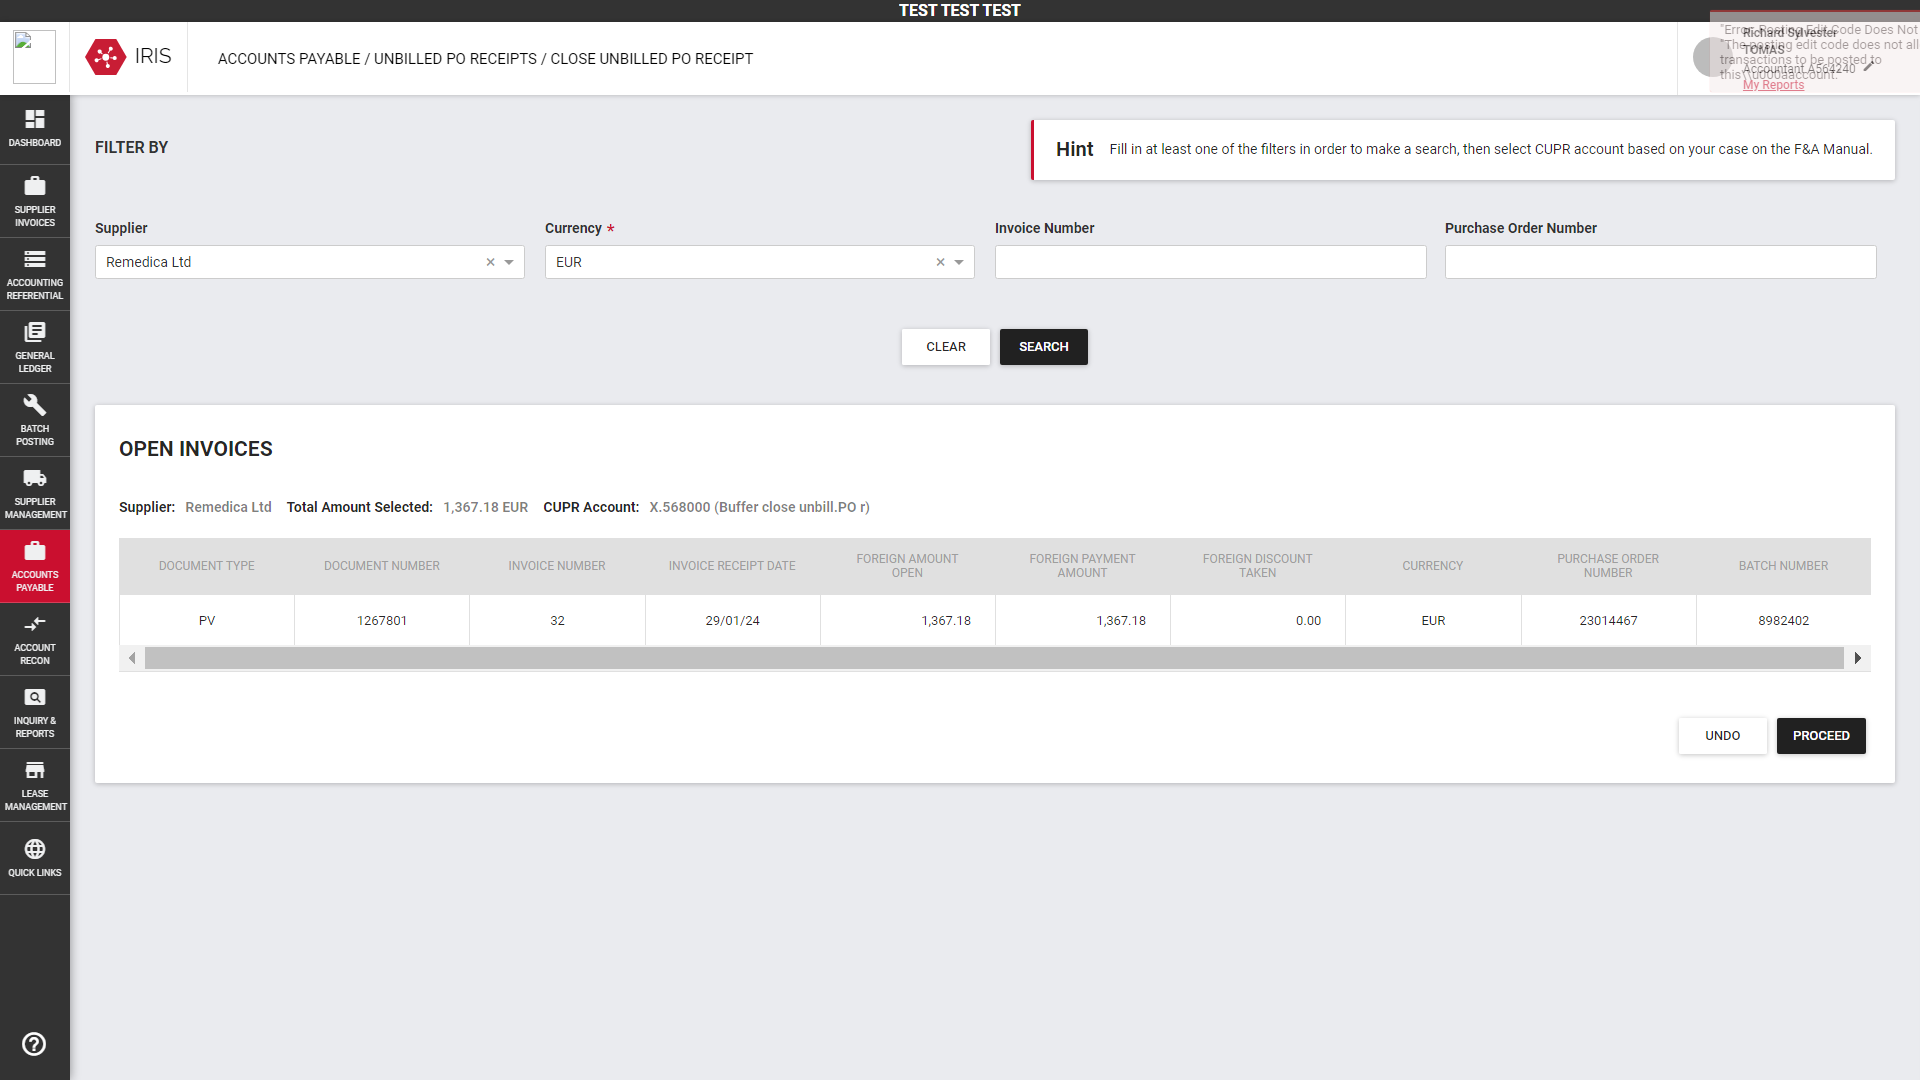 TEST TEST TEST
IRIS
ACCOUNTS PAYABLE / UNBILLED PO RECEIPTS / CLOSE UNBILLED PO RECEIPT
"Error: Posting Edit Code Does Not
"The posting edit code does not all
transactions to be posted to
this\\u000aaccount.
Richard Sylvester
TOMAS
Accountant A564240
My Reports
DASHBOARD
SUPPLIER
INVOICES
ACCOUNTING
REFERENTIAL
GENERAL
LEDGER
BATCH
POSTING
SUPPLIER
MANAGEMENT
ACCOUNTS
PAYABLE
ACCOUNT
RECON
INQUIRY &
REPORTS
LEASE
MANAGEMENT
QUICK LINKS
FILTER BY
Hint Fill in at least one of the filters in order to make a search, then select CUPR account based on your case on the F&A Manual.
Supplier Currency * Invoice Number Purchase Order Number
Remedica Ltd EUR
CLEAR SEARCH
OPEN INVOICES
Supplier: Remedica Ltd Total Amount Selected: 1,367.18 EUR CUPR Account: X.568000 (Buffer close unbill.PO r)
DOCUMENT TYPE DOCUMENT NUMBER INVOICE NUMBER INVOICE RECEIPT DATE FOREIGN AMOUNT OPEN FOREIGN PAYMENT AMOUNT FOREIGN DISCOUNT TAKEN CURRENCY PURCHASE ORDER NUMBER BATCH NUMBER
PV 1267801 32 29/01/24 1,367.18 1,367.18 0.00 EUR 23014467 8982402
UNDO PROCEED